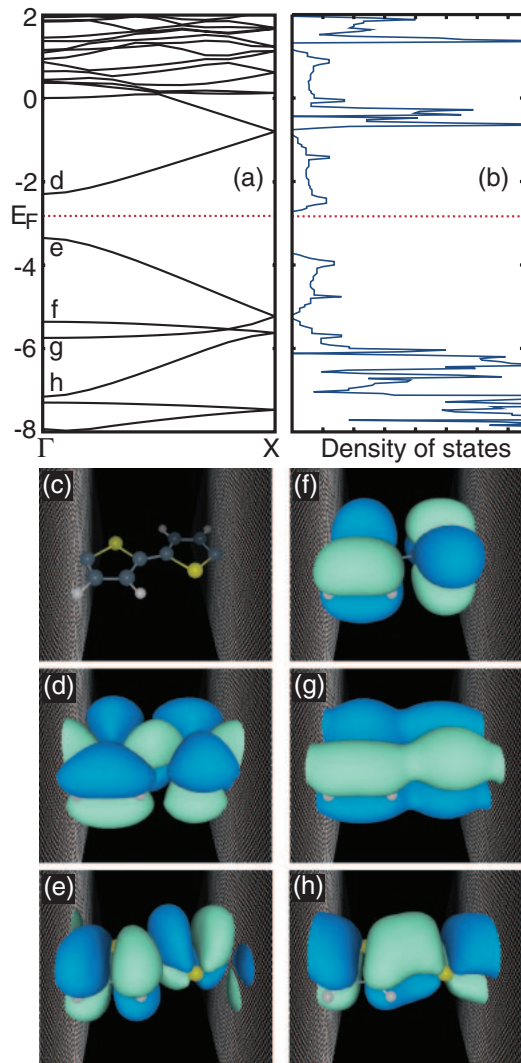 2
0
-2
E_F
-4
-6
-8
d
e
f
g
h
(a)
(b)
Γ
X
Density of states
(c)
(f)
(d)
(g)
(e)
(h)